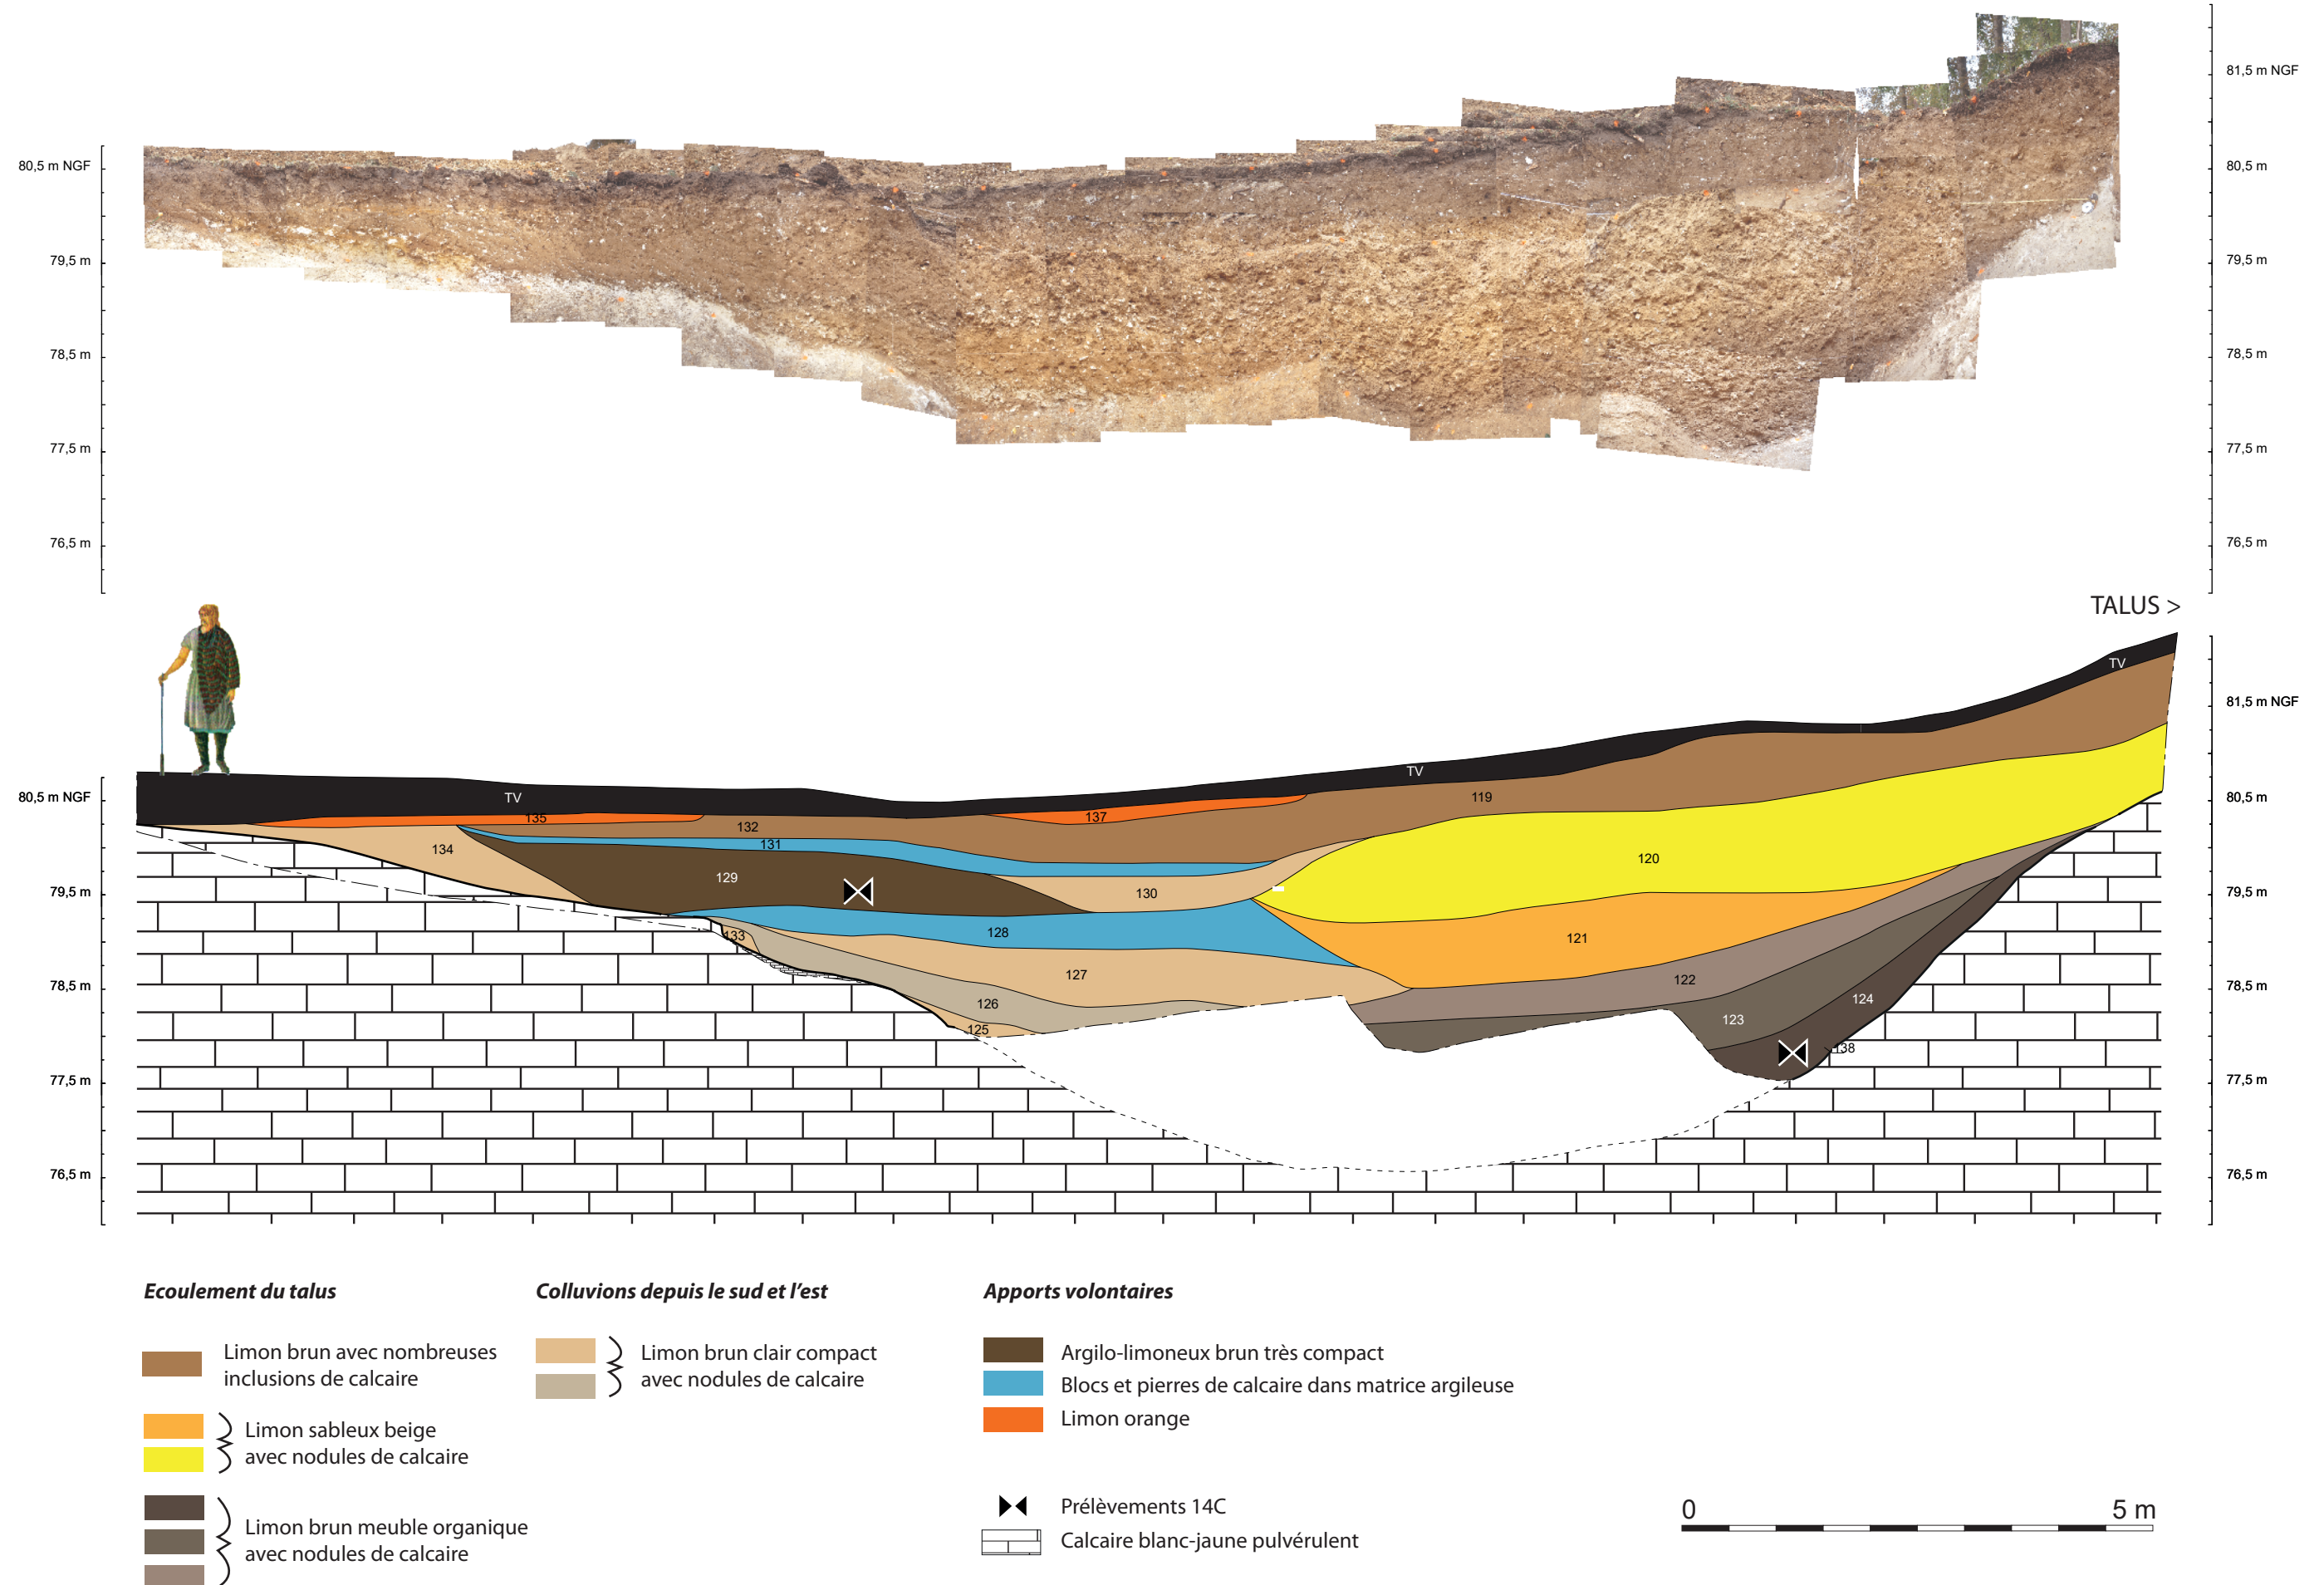 81,5 m NGF
80,5 m NGF
80,5 m
79,5 m
79,5 m
78,5 m
78,5 m
77,5 m
77,5 m
76,5 m
76,5 m
TALUS >
TV
81,5 m NGF
TV
80,5 m NGF
TV
119
80,5 m
135
132
137
131
134
120
129
130
79,5 m
79,5 m
133
128
121
127
122
78,5 m
78,5 m
126
124
125
123
138
77,5 m
77,5 m
76,5 m
76,5 m
Ecoulement du talus
Limon brun avec nombreuses
inclusions de calcaire
Limon sableux beige
avec nodules de calcaire
Limon brun meuble organique
avec nodules de calcaire
Colluvions depuis le sud et l'est
Limon brun clair compact
avec nodules de calcaire
Apports volontaires
Argilo-limoneux brun très compact
Blocs et pierres de calcaire dans matrice argileuse
Limon orange
Prélèvements 14C
Calcaire blanc-jaune pulvérulent
0 5 m